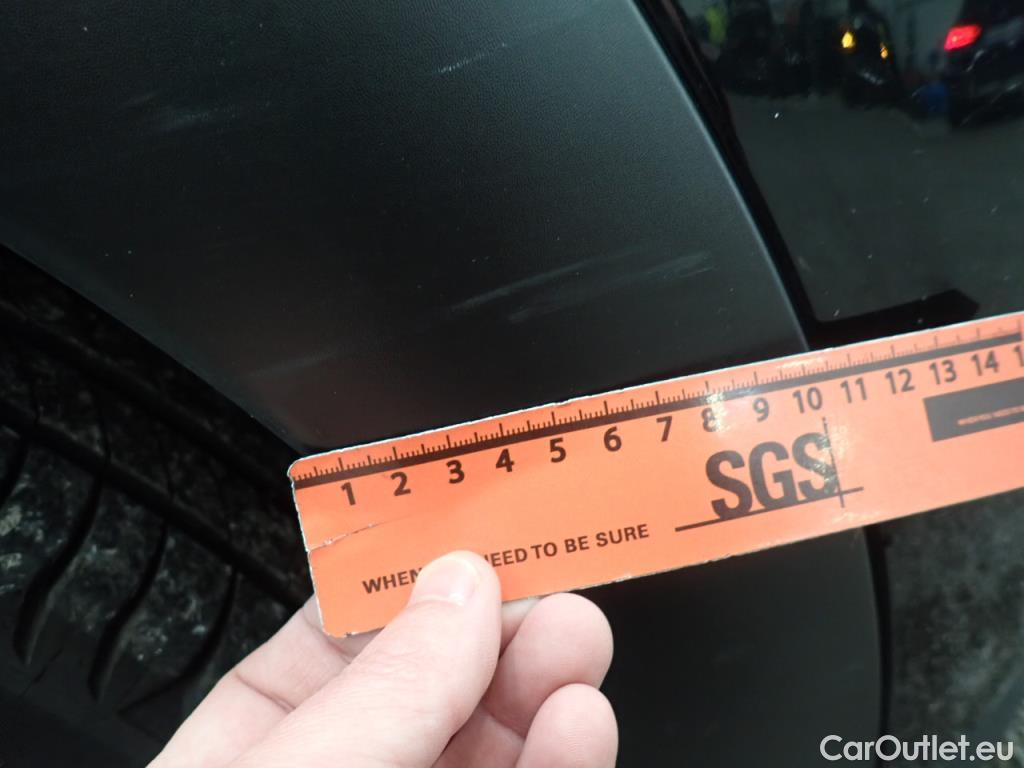 1 2 3 4 5 6 7 8 9 10 11 12 13 14
SGS
WHEN NEED TO BE SURE
CarOutlet.eu